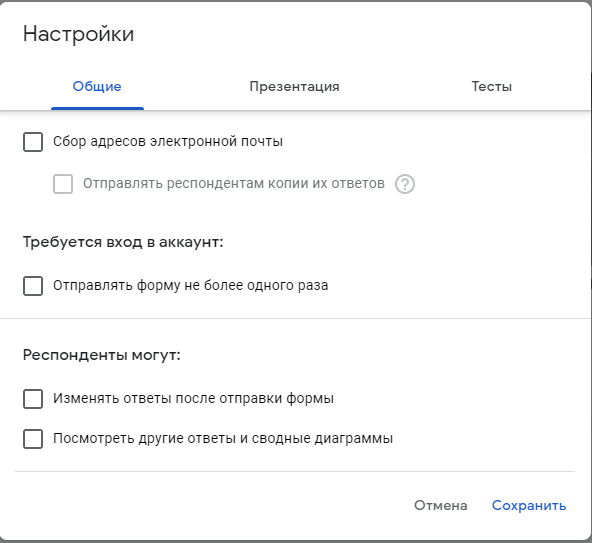 Настройки
Общие Презентация Тесты
Сбор адресов электронной почты
Отправлять респондентам копии их ответов ?
Требуется вход в аккаунт:
Отправлять форму не более одного раза
Респонденты могут:
Изменять ответы после отправки формы
Посмотреть другие ответы и сводные диаграммы
Отмена Сохранить